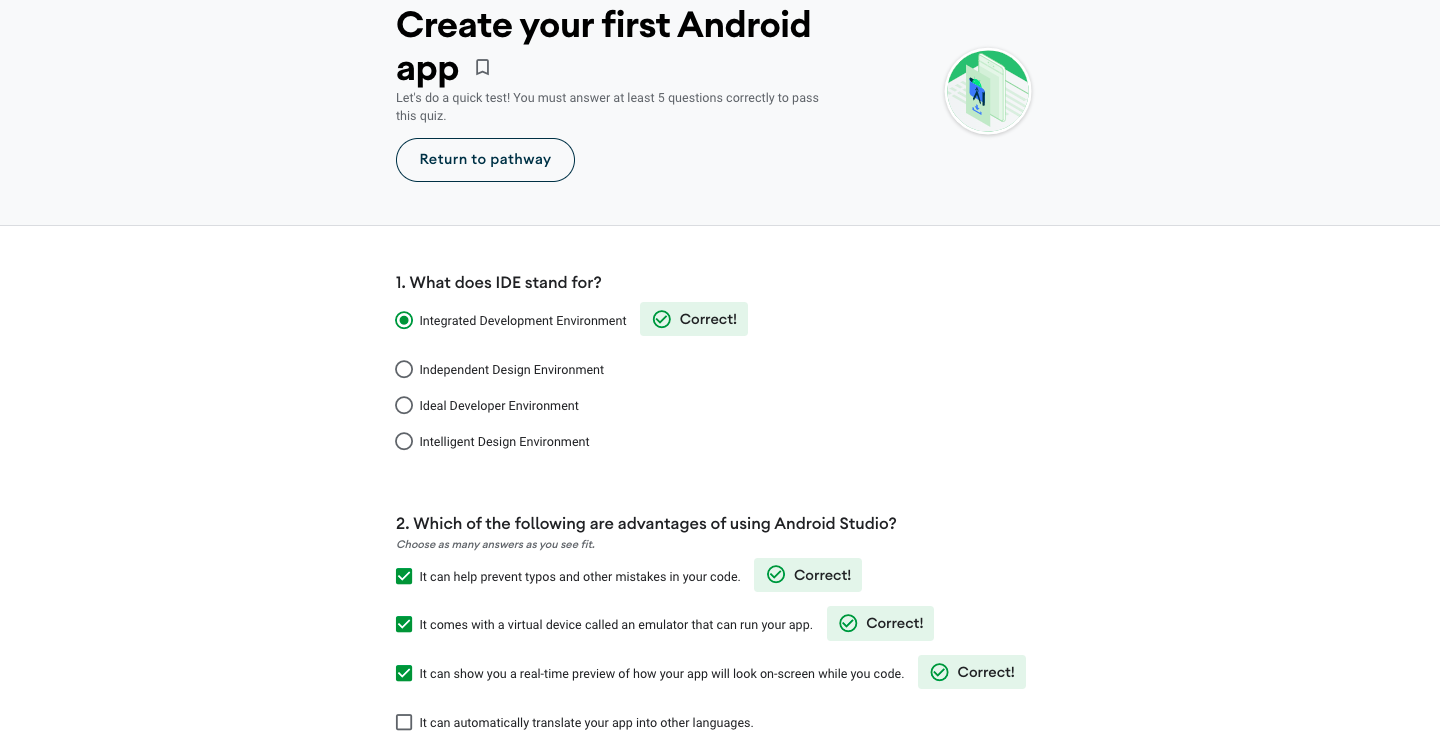 Create your first Android
app
Let's do a quick test! You must answer at least 5 questions correctly to pass
this quiz.
Return to pathway
1. What does IDE stand for?
Integrated Development Environment Correct!
Independent Design Environment
Ideal Developer Environment
Intelligent Design Environment
2. Which of the following are advantages of using Android Studio?
Choose as many answers as you see fit.
It can help prevent typos and other mistakes in your code. Correct!
It comes with a virtual device called an emulator that can run your app. Correct!
It can show you a real-time preview of how your app will look on-screen while you code. Correct!
It can automatically translate your app into other languages.